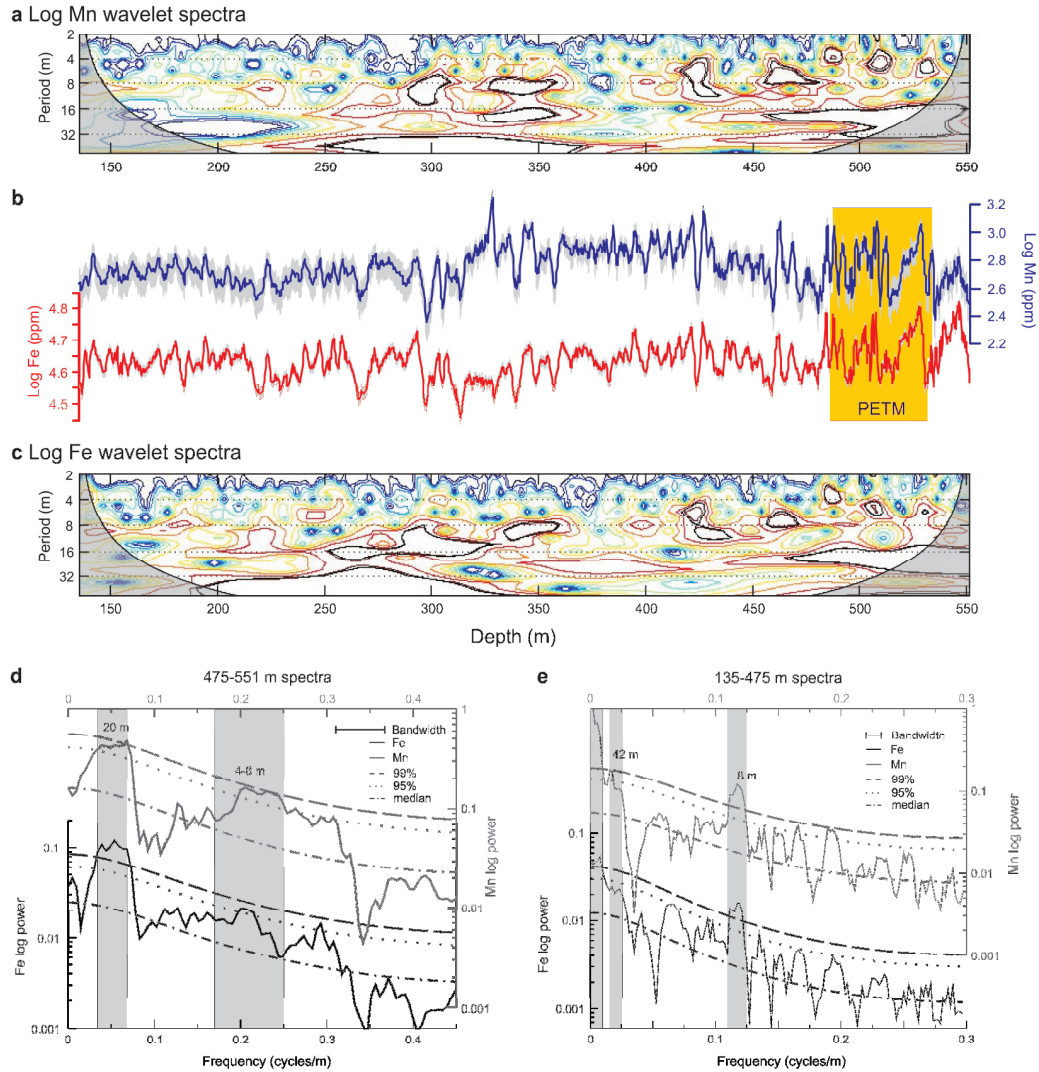 a Log Mn wavelet spectra
Period (m)
2
4
8
16
32
150 200 250 300 350 400 450 500 550
b
Log Fe (ppm)
4.8
4.7
4.6
4.5
3.2
3.0
2.8
2.6
2.4
2.2
Log Mn (ppm)
PETM
c Log Fe wavelet spectra
Period (m)
2
4
8
16
32
150 200 250 300 350 400 450 500 550
Depth (m)
d
475-551 m spectra
0 0.1 0.2 0.3 0.4
20 m
4-8 m
Bandwidth
Fe
Mn
99%
95%
median
Fe log power
0.1
0.01
0.001
1
0.1
0.01
0.001
Mn log power
0 0.1 0.2 0.3 0.4
Frequency (cycles/m)
e
135-475 m spectra
0 0.1 0.2 0.3
42 m
8 m
Bandwidth
Fe
Mn
99%
95%
median
Fe log power
0.1
0.01
0.001
1
0.1
0.01
0.001
Mn log power
0 0.1 0.2 0.3
Frequency (cycles/m)